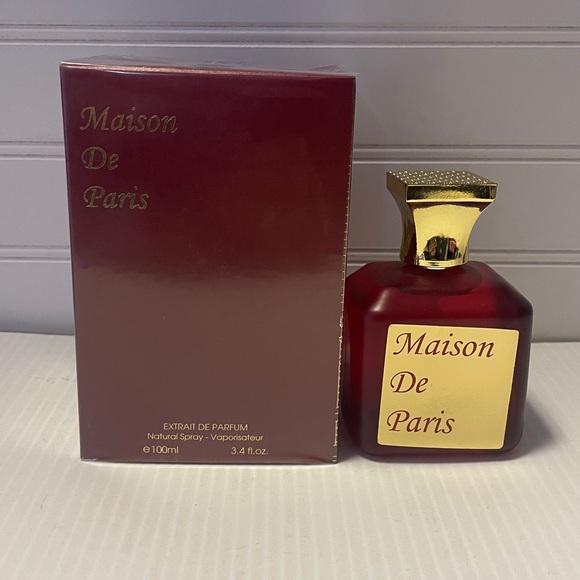 Maison
De
Paris
EXTRAIT DE PARFUM
Natural Spray - Vaporisateur
e100ml 3.4 fl.oz.
Maison
De
Paris